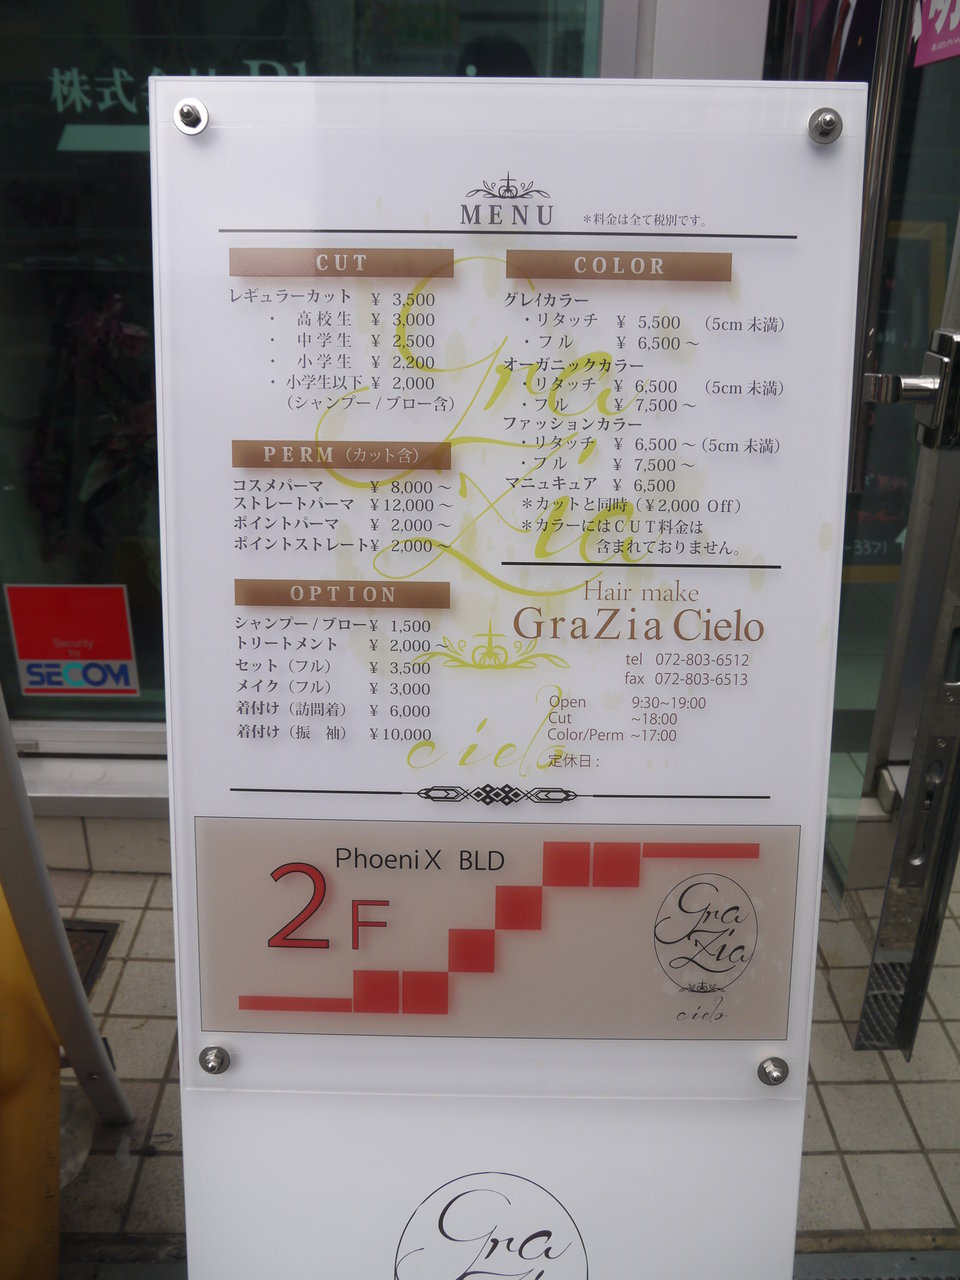 株式会社
MENU ＊料金は全て税別です。
CUT
レギュラーカット ¥ 3,500
・ 高校生 ¥ 3,000
・ 中学生 ¥ 2,500
・ 小学生 ¥ 2,200
・小学生以下 ¥ 2,000
（シャンプー / ブロー含）
PERM（カット含）
コスメパーマ ¥ 8,000～
ストレートパーマ ¥12,000～
ポイントパーマ ¥ 2,000～
ポイントストレート¥ 2,000～
OPTION
シャンプー / ブロー¥ 1,500
トリートメント ¥ 2,000～
セット（フル） ¥ 3,500
メイク（フル） ¥ 3,000
着付け（訪問着） ¥ 6,000
着付け（振 袖） ¥10,000
COLOR
グレイカラー
・リタッチ ¥ 5,500 （5cm 未満）
・フル ¥ 6,500～
オーガニックカラー
・リタッチ ¥ 6,500 （5cm 未満）
・フル ¥ 7,500～
ファッションカラー
・リタッチ ¥ 6,500～（5cm 未満）
・フル ¥ 7,500～
マニュキュア ¥ 6,500
＊カットと同時（¥2,000 Off）
＊カラーにはCUT料金は
含まれておりません。
Gra
Zia
cielo
Hair make
GraZia Cielo
tel 072-803-6512
fax 072-803-6513
Open 9:30~19:00
Cut ~18:00
Color/Perm ~17:00
定休日：
PhoeniX BLD
2F
Gra
Zia
cielo
Gra
Security
by
SECOM
-3371